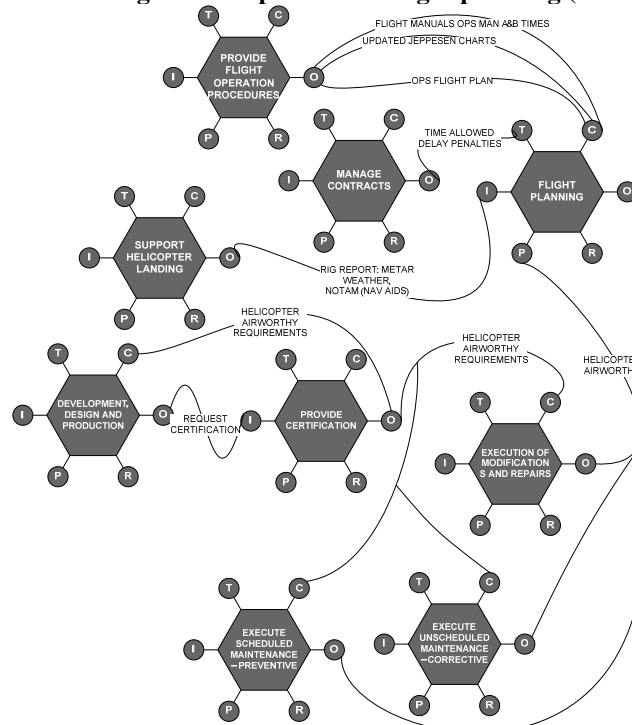 T
C
FLIGHT MANUALS OPS MAN A&B TIMES
UPDATED JEPPESEN CHARTS
PROVIDE
FLIGHT
OPERATION
PROCEDURES
I
O
OPS FLIGHT PLAN
P
R
T
C
TIME ALLOWED
DELAY PENALTIES
MANAGE
CONTRACTS
I
O
P
R
T
C
FLIGHT
PLANNING
I
O
P
R
T
C
SUPPORT
HELICOPTER
LANDING
I
O
P
R
RIG REPORT: METAR
WEATHER,
NOTAM (NAV AIDS)
HELICOPTER
AIRWORTHY
REQUIREMENTS
HELICOPTER
AIRWORTHY
REQUIREMENTS
T
C
DEVELOPMENT,
DESIGN AND
PRODUCTION
I
O
P
R
REQUEST
CERTIFICATION
T
C
PROVIDE
CERTIFICATION
I
O
P
R
T
C
EXECUTION OF
MODIFICATION
S AND REPAIRS
I
O
P
R
T
C
EXECUTE
SCHEDULED
MAINTENANCE
–PREVENTIVE
I
O
P
R
T
C
EXECUTE
UNSCHEDULED
MAINTENANCE
–CORRECTIVE
I
O
P
R